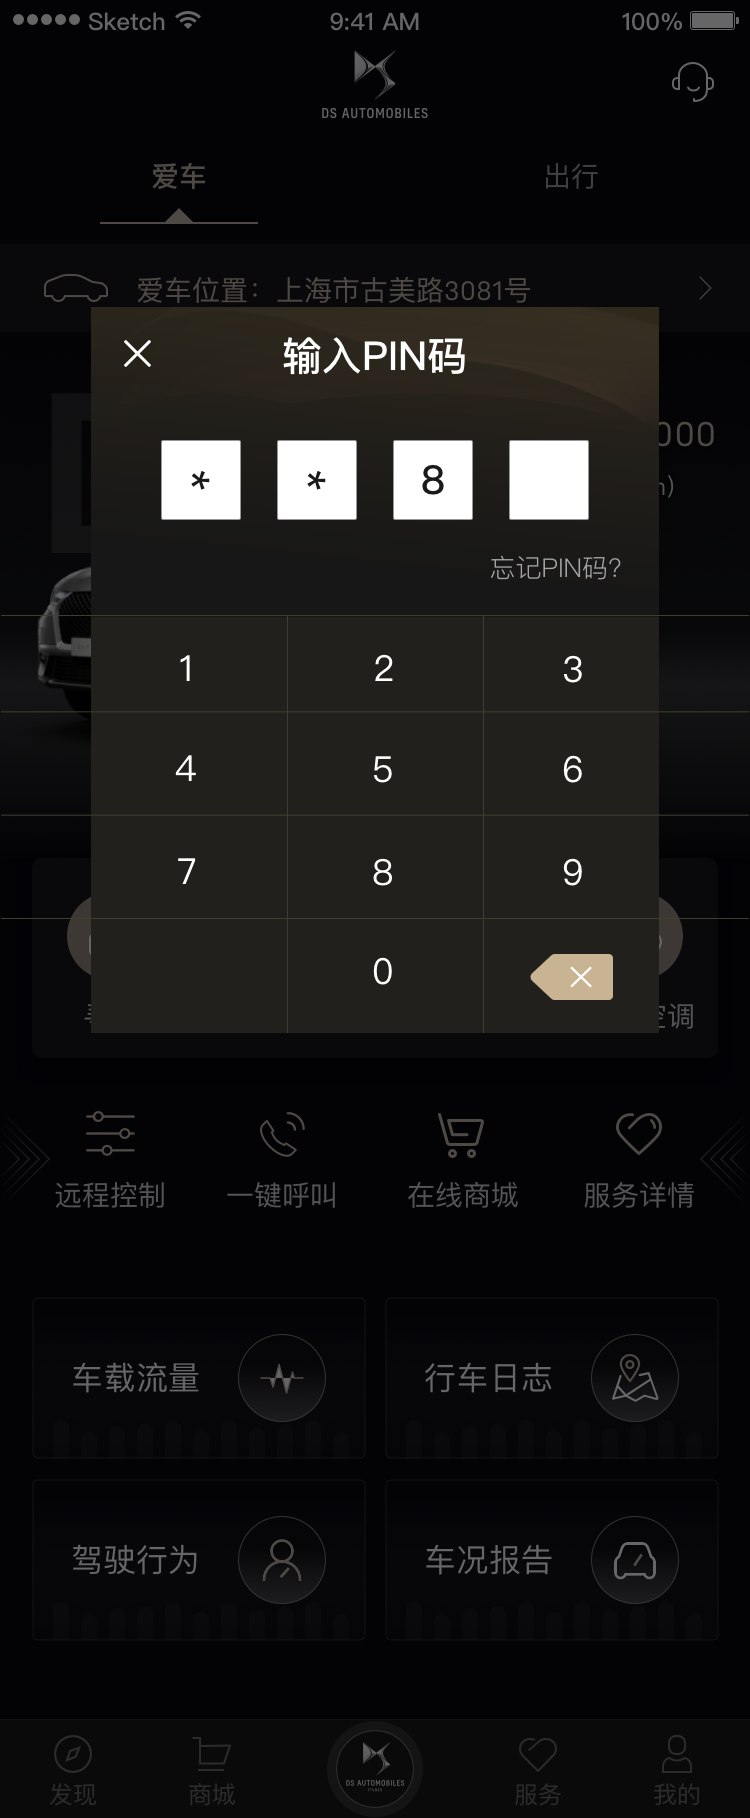 Sketch 9:41 AM 100%
DS AUTOMOBILES
爱车 出行
爱车位置：上海市古美路3081号
输入PIN码
000
* * 8
忘记PIN码?
1 2 3
4 5 6
7 8 9
0
空调
远程控制 一键呼叫 在线商城 服务详情
车载流量 行车日志
驾驶行为 车况报告
DS AUTOMOBILES
发现 商城 服务 我的